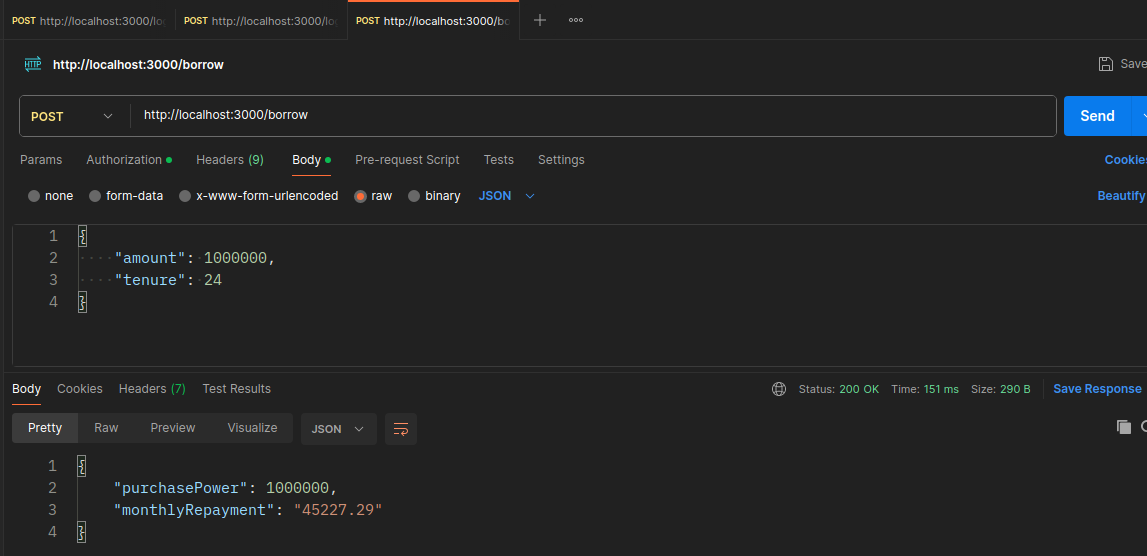 POST http://localhost:3000/lo POST http://localhost:3000/lo POST http://localhost:3000/bo
HTTP http://localhost:3000/borrow Save
POST http://localhost:3000/borrow Send
Params Authorization Headers (9) Body Pre-request Script Tests Settings Cookies
none form-data x-www-form-urlencoded raw binary JSON Beautify
1 {
2 "amount": 1000000,
3 "tenure": 24
4 }
Body Cookies Headers (7) Test Results Status: 200 OK Time: 151 ms Size: 290 B Save Response
Pretty Raw Preview Visualize JSON
1 {
2 "purchasePower": 1000000,
3 "monthlyRepayment": "45227.29"
4 }